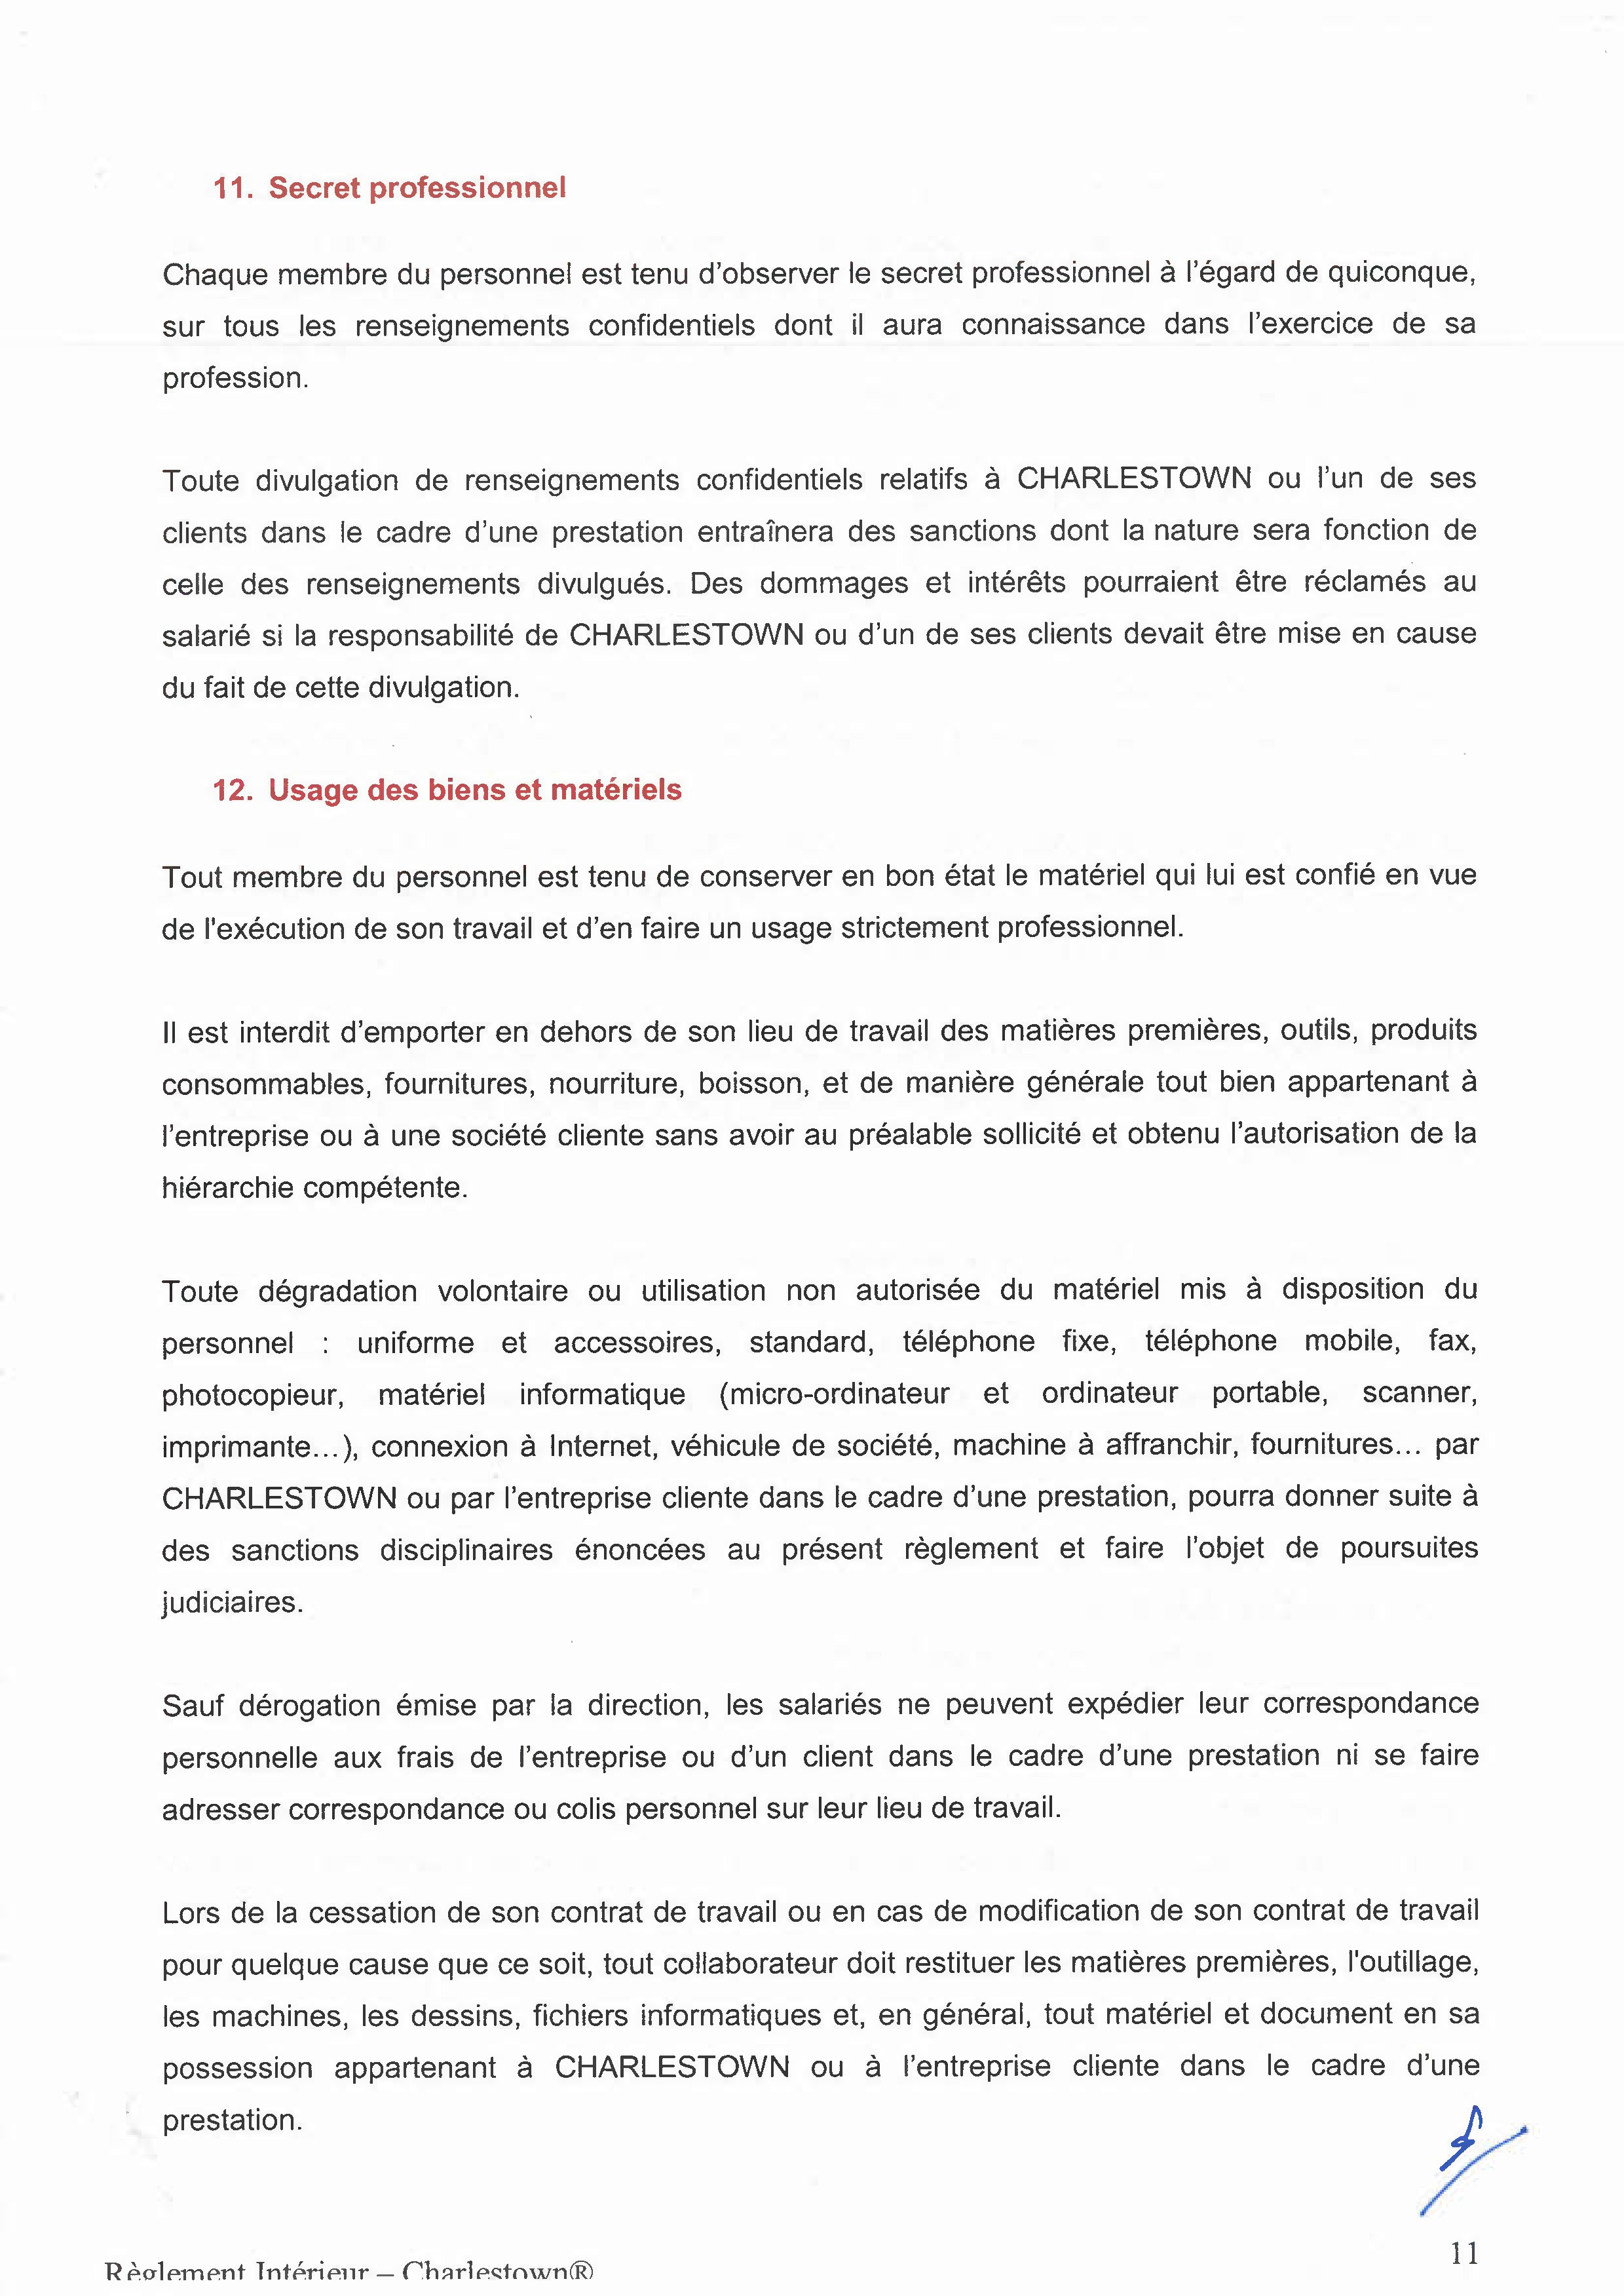 11. Secret professionnel
Chaque membre du personnel est tenu d’observer le secret professionnel à l’égard de quiconque,
sur tous les renseignements confidentiels dont il aura connaissance dans l’exercice de sa
profession.
Toute divulgation de renseignements confidentiels relatifs à CHARLESTOWN ou l’un de ses
clients dans le cadre d’une prestation entraînera des sanctions dont la nature sera fonction de
celle des renseignements divulgués. Des dommages et intérêts pourraient être réclamés au
salarié si la responsabilité de CHARLESTOWN ou d’un de ses clients devait être mise en cause
du fait de cette divulgation.
12. Usage des biens et matériels
Tout membre du personnel est tenu de conserver en bon état le matériel qui lui est confié en vue
de l'exécution de son travail et d’en faire un usage strictement professionnel.
Il est interdit d’emporter en dehors de son lieu de travail des matières premières, outils, produits
consommables, fournitures, nourriture, boisson, et de manière générale tout bien appartenant à
l’entreprise ou à une société cliente sans avoir au préalable sollicité et obtenu l’autorisation de la
hiérarchie compétente.
Toute dégradation volontaire ou utilisation non autorisée du matériel mis à disposition du
personnel : uniforme et accessoires, standard, téléphone fixe, téléphone mobile, fax,
photocopieur, matériel informatique (micro-ordinateur et ordinateur portable, scanner,
imprimante…), connexion à Internet, véhicule de société, machine à affranchir, fournitures… par
CHARLESTOWN ou par l’entreprise cliente dans le cadre d’une prestation, pourra donner suite à
des sanctions disciplinaires énoncées au présent règlement et faire l’objet de poursuites
judiciaires.
Sauf dérogation émise par la direction, les salariés ne peuvent expédier leur correspondance
personnelle aux frais de l’entreprise ou d’un client dans le cadre d’une prestation ni se faire
adresser correspondance ou colis personnel sur leur lieu de travail.
Lors de la cessation de son contrat de travail ou en cas de modification de son contrat de travail
pour quelque cause que ce soit, tout collaborateur doit restituer les matières premières, l'outillage,
les machines, les dessins, fichiers informatiques et, en général, tout matériel et document en sa
possession appartenant à CHARLESTOWN ou à l’entreprise cliente dans le cadre d’une
prestation.
11
Règlement Intérieur – Charlestown®